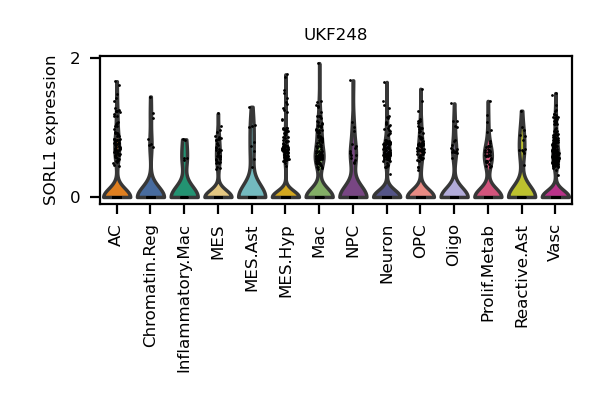 UKF248
SORL1 expression
2
0
AC
Chromatin.Reg
Inflammatory.Mac
MES
MES.Ast
MES.Hyp
Mac
NPC
Neuron
OPC
Oligo
Prolif.Metab
Reactive.Ast
Vasc